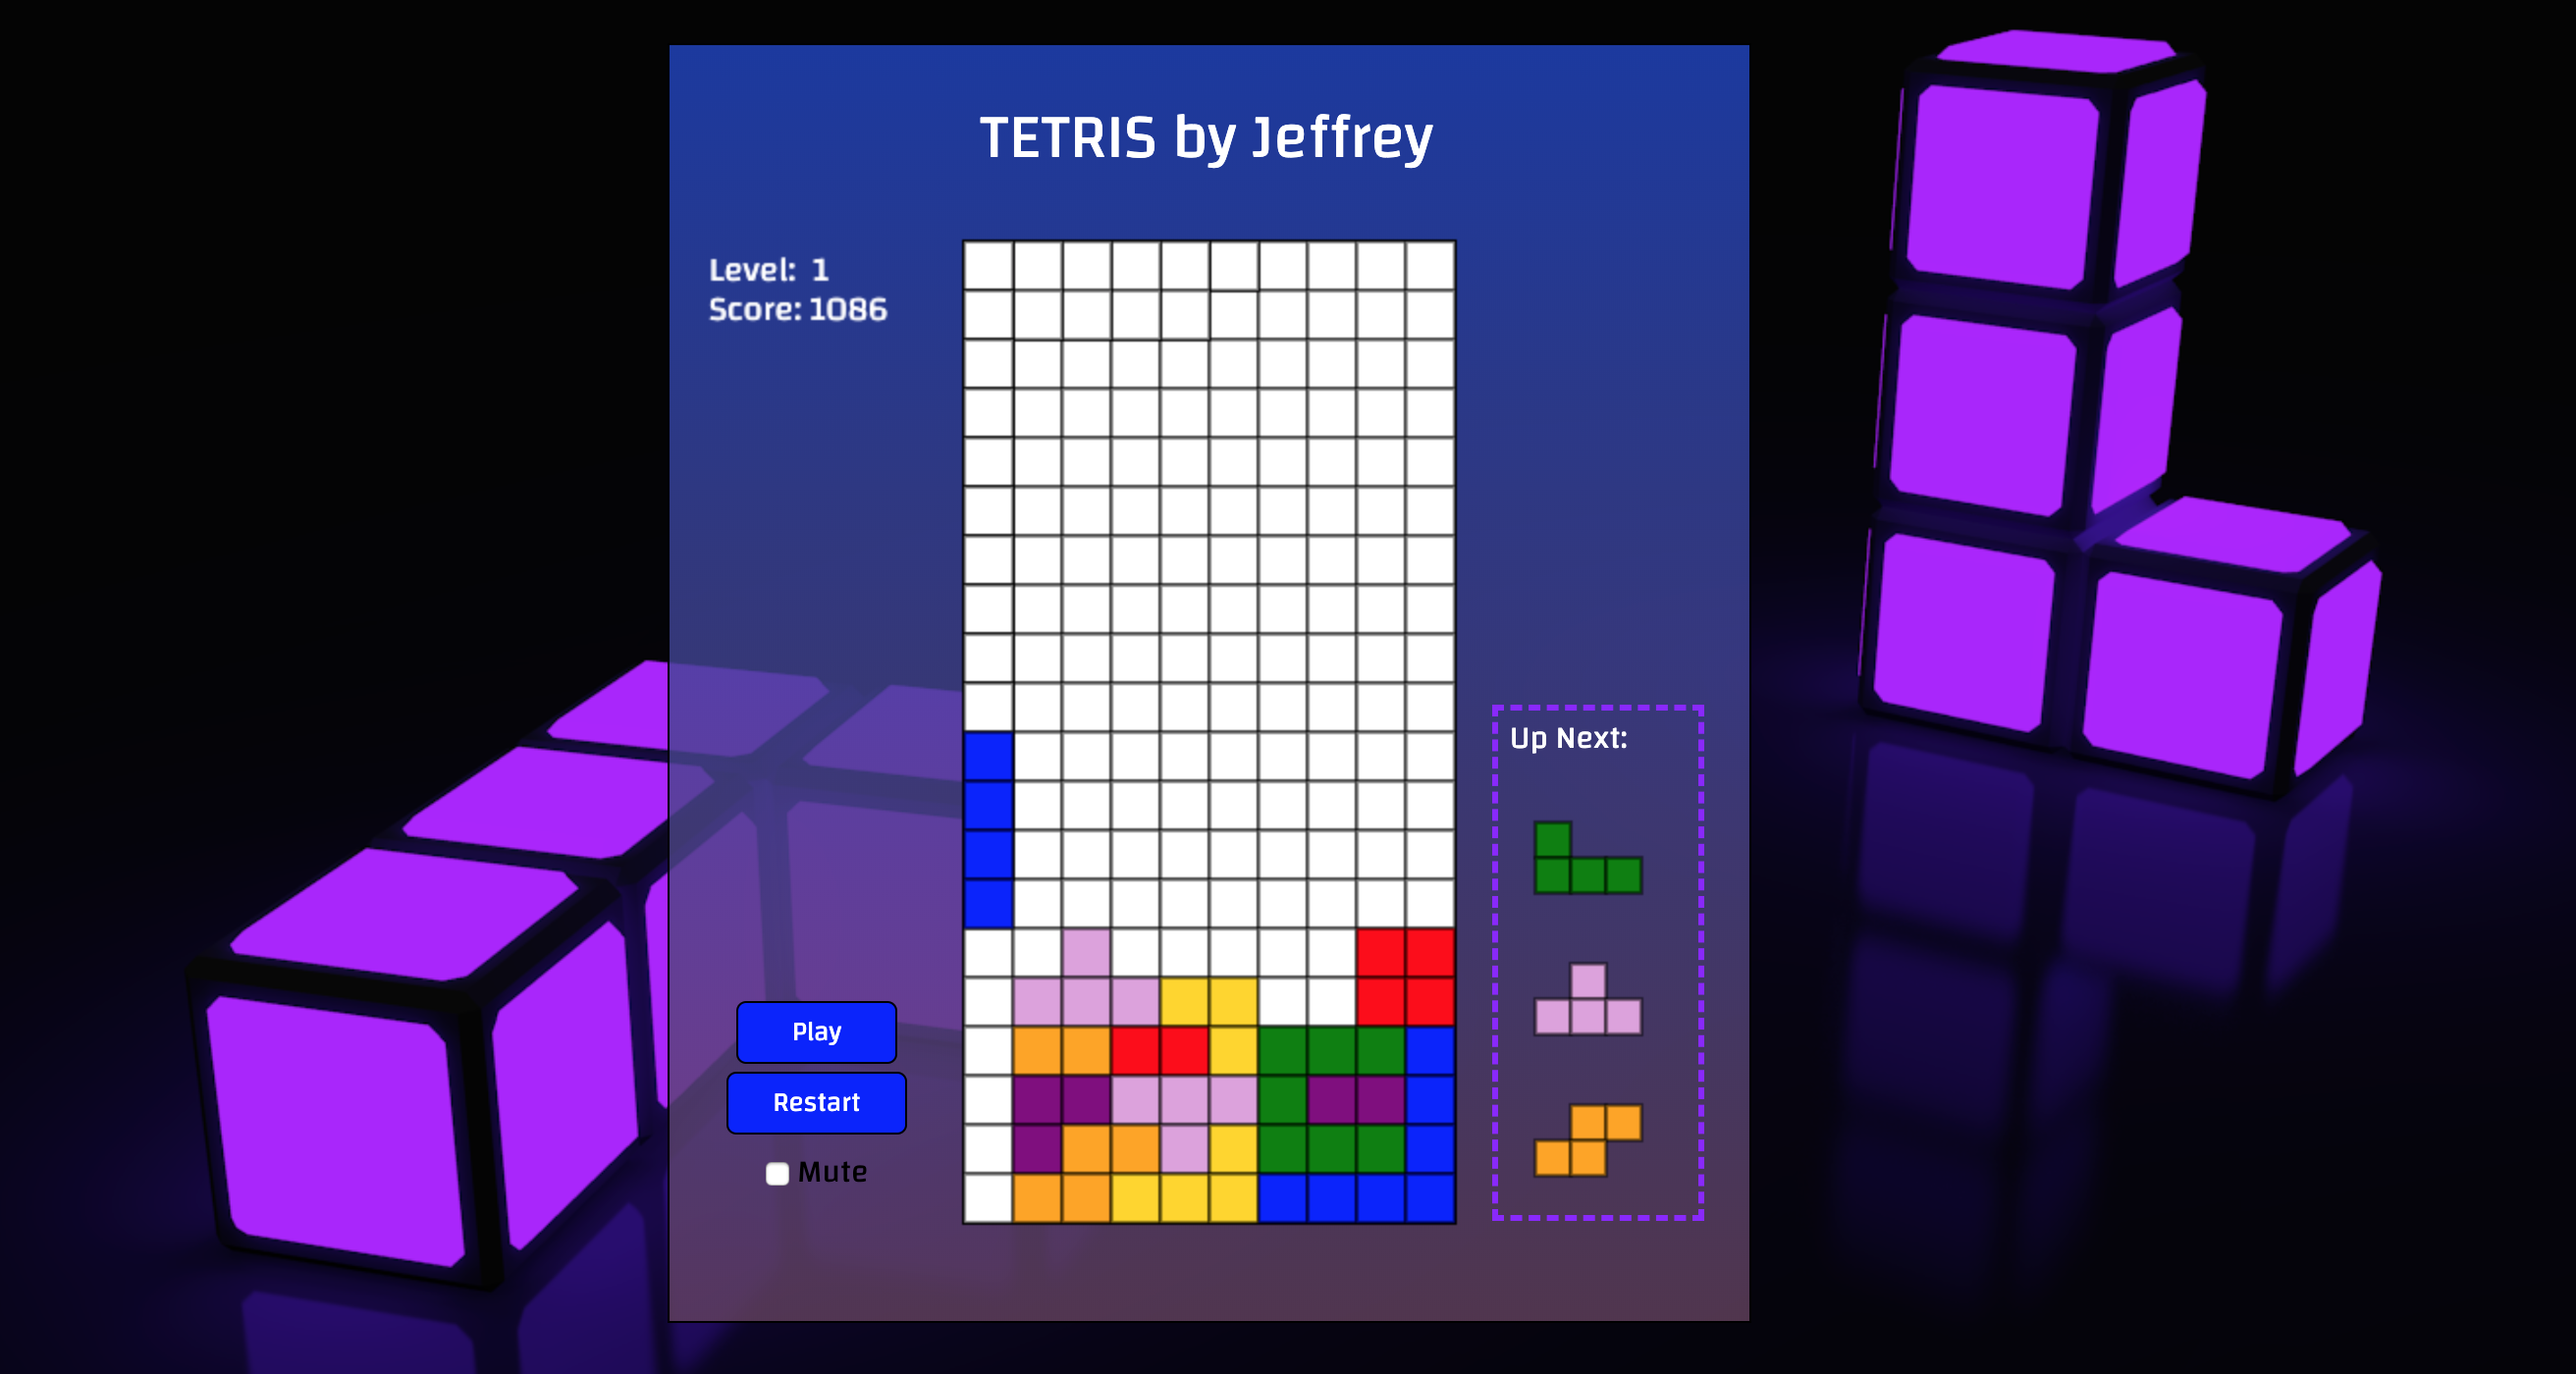 TETRIS by Jeffrey
Level: 1
Score: 1086
Up Next:
Play
Restart
Mute